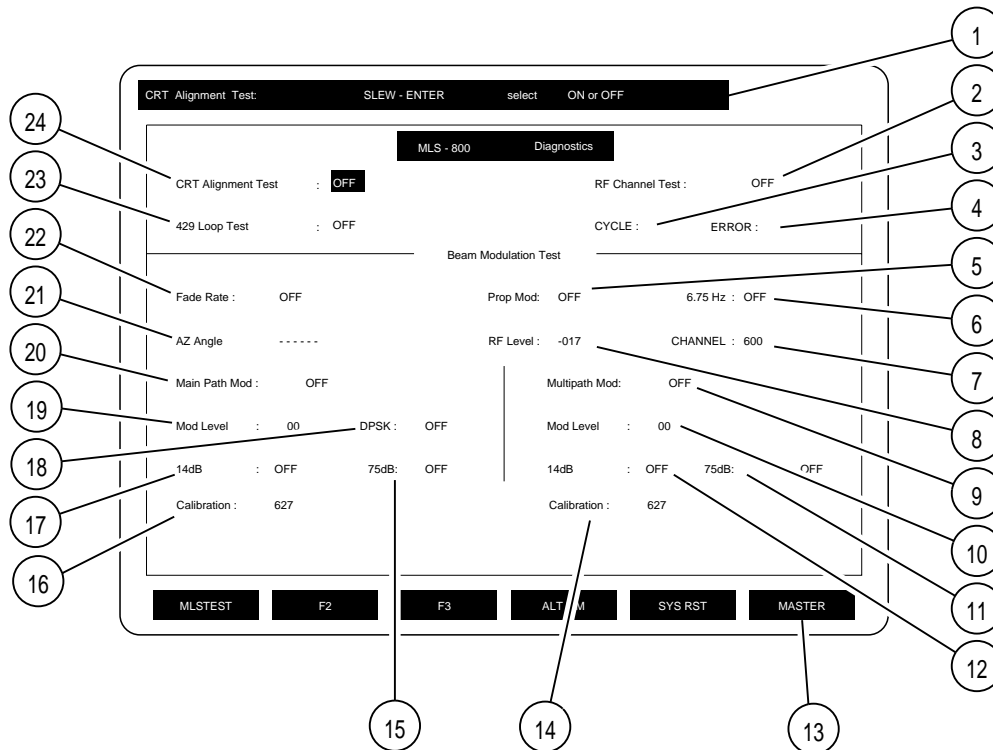 1
CRT Alignment Test: SLEW - ENTER select ON or OFF
2
24
MLS - 800 Diagnostics
3
23
CRT Alignment Test : OFF RF Channel Test : OFF
4
22
429 Loop Test : OFF CYCLE : ERROR :
Beam Modulation Test
5
21
Fade Rate : OFF Prop Mod: OFF 6.75 Hz : OFF
6
20
AZ Angle - - - - - - RF Level : -017 CHANNEL : 600
7
19
Main Path Mod : OFF Multipath Mod: OFF
8
18
Mod Level : 00 DPSK : OFF Mod Level : 00
9
17
14dB : OFF 75dB: OFF 14dB : OFF 75dB: OFF
10
16
Calibration : 627 Calibration : 627
11
MLSTEST F2 F3 ALT M SYS RST MASTER
12
15
14
13